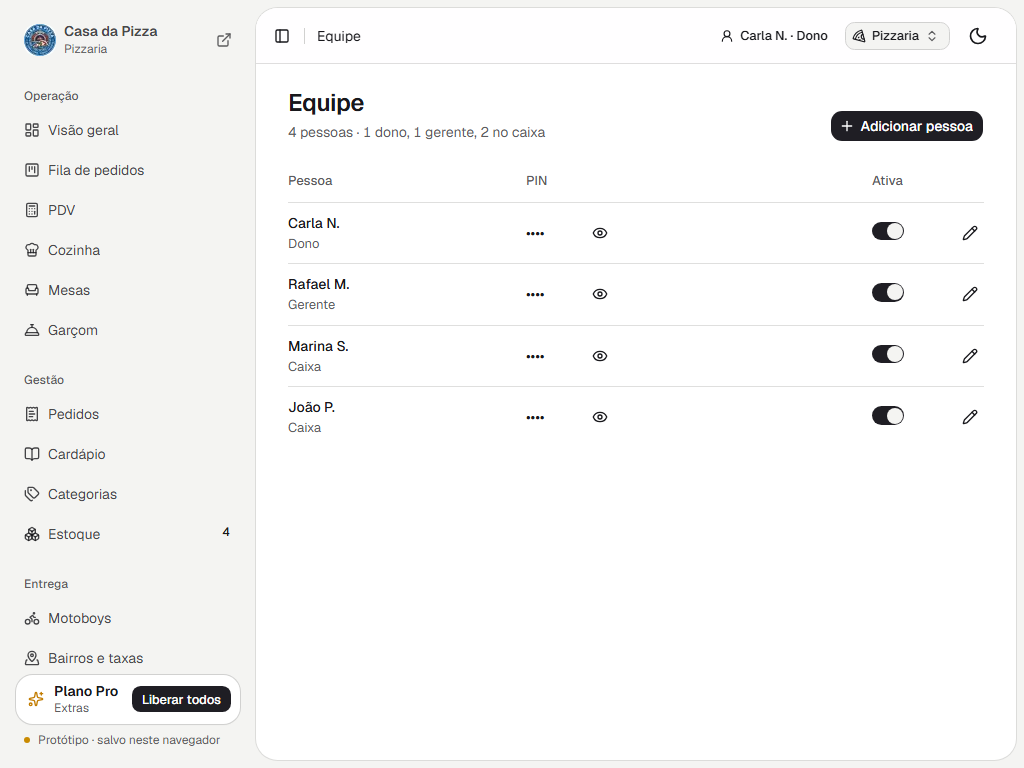 Casa da Pizza
Pizzaria
Operação
Visão geral
Fila de pedidos
PDV
Cozinha
Mesas
Garçom
Gestão
Pedidos
Cardápio
Categorias
Estoque 4
Entrega
Motoboys
Bairros e taxas
Plano Pro
Extras
Liberar todos
Protótipo · salvo neste navegador
Equipe
Carla N. · Dono
Pizzaria
Equipe
4 pessoas · 1 dono, 1 gerente, 2 no caixa
Adicionar pessoa
Pessoa PIN Ativa
Carla N.
Dono
••••
Rafael M.
Gerente
••••
Marina S.
Caixa
••••
João P.
Caixa
••••